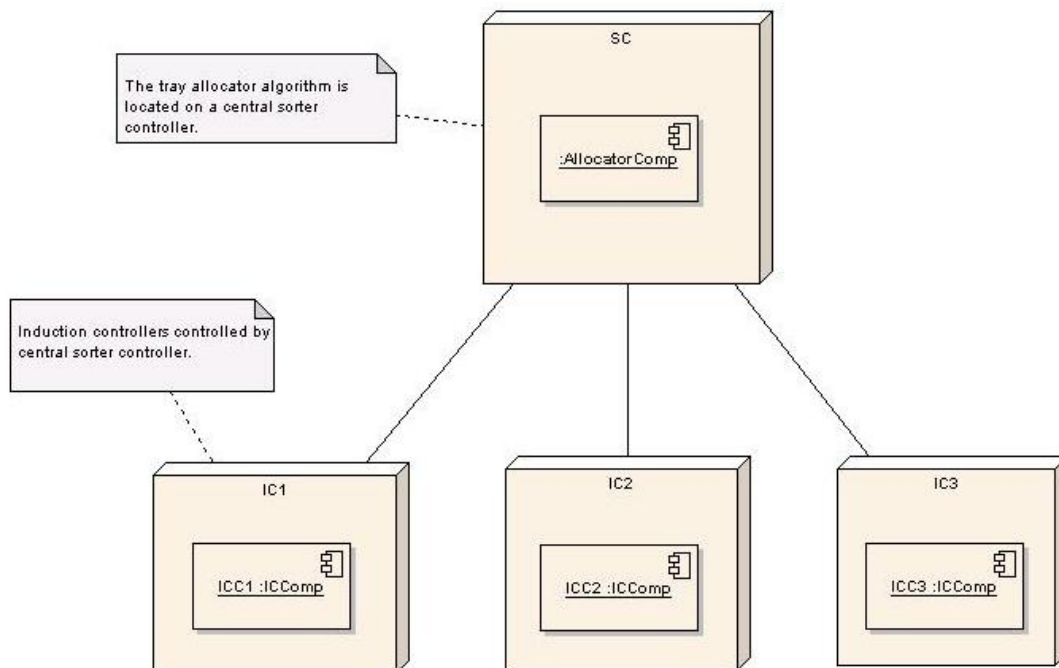 SC
The tray allocator algorithm is
located on a central sorter
controller.
:AllocatorComp
Induction controllers controlled by
central sorter controller.
IC1
IC2
IC3
ICC1 :ICComp
ICC2 :ICComp
ICC3 :ICComp